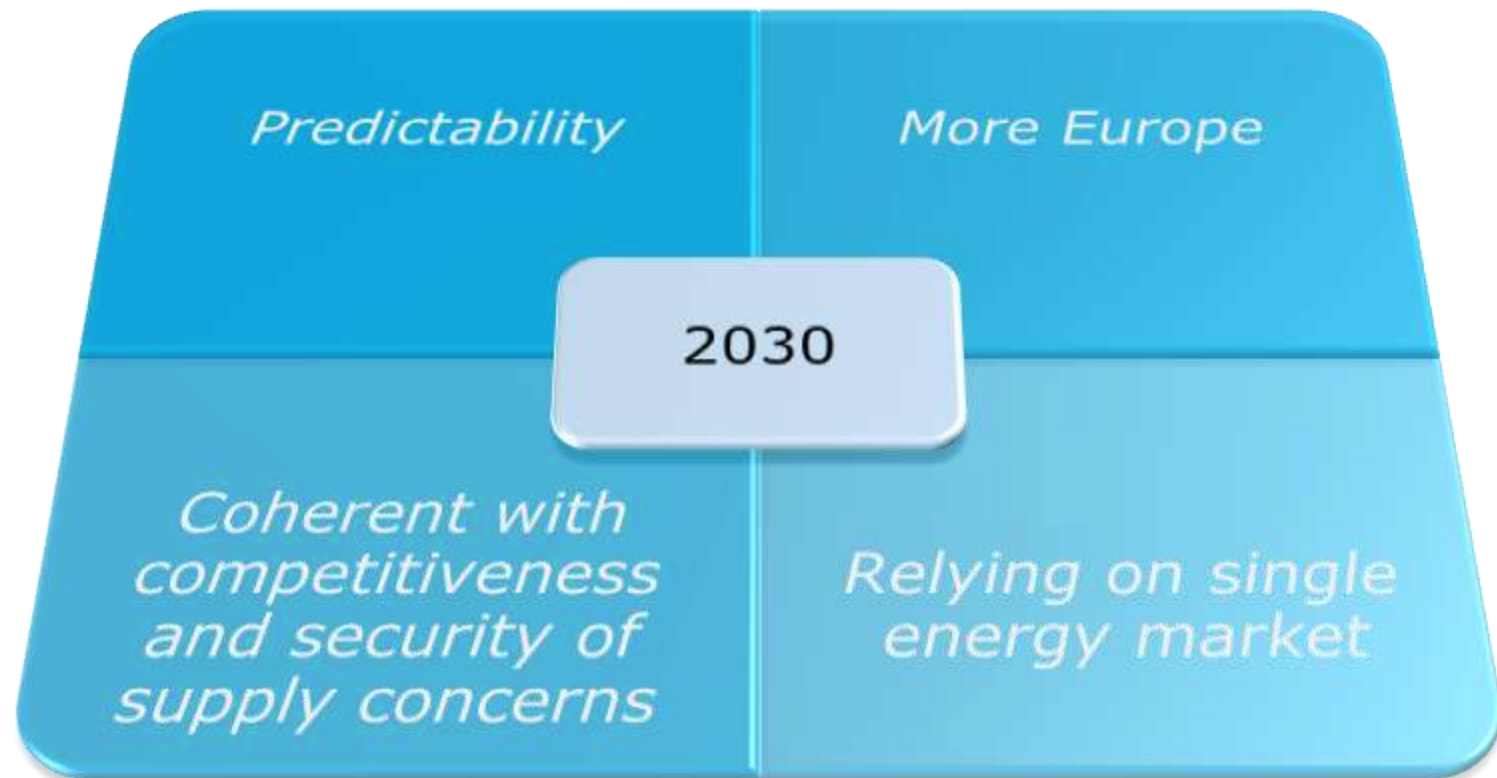 Predictability
More Europe
2030
Coherent with
competitiveness
and security of
supply concerns
Relying on single
energy market